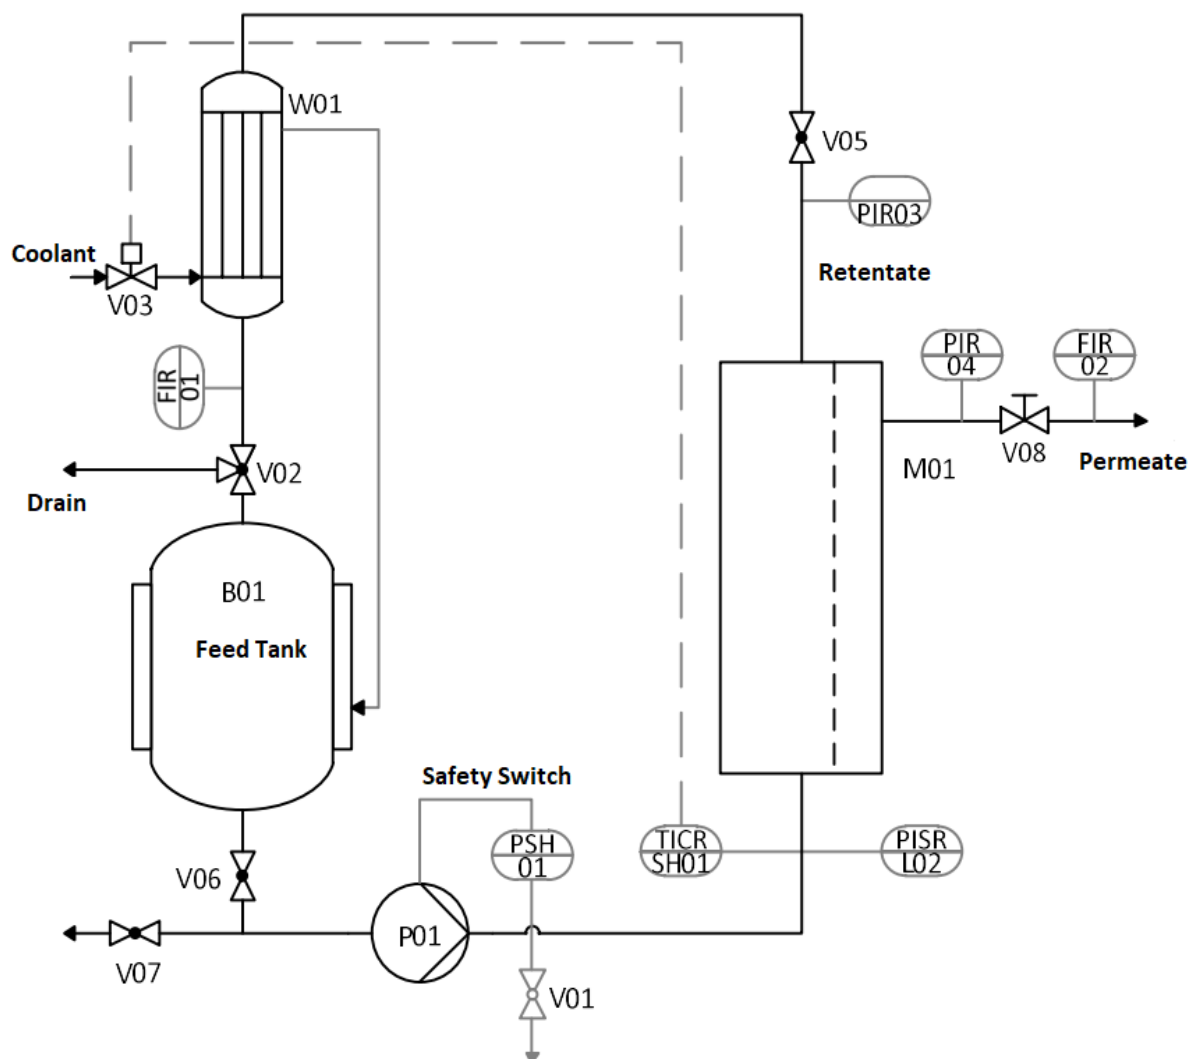 W01
V05
PIR03
Coolant
V03
Retentate
PIR
04
FIR
02
FIR
01
V08
Permeate
M01
V02
Drain
B01
Feed Tank
Safety Switch
PSH
01
TICR
SH01
PISR
L02
V06
P01
V07
V01